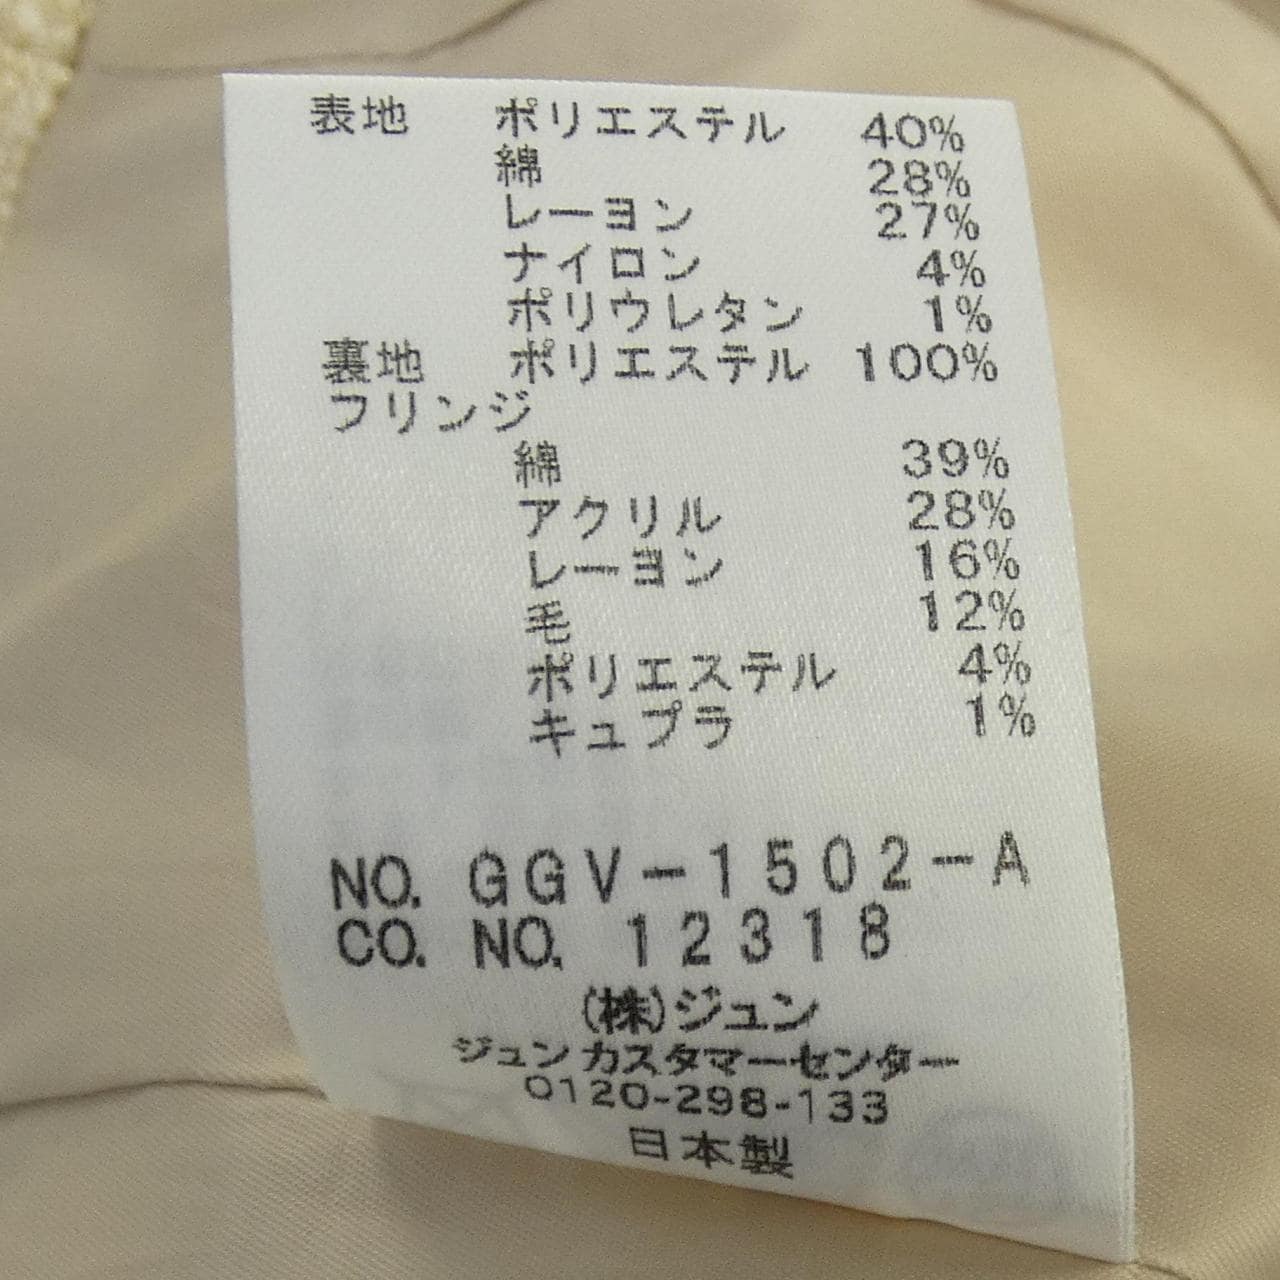 表地 ポリエステル 40%
綿 28%
レーヨン 27%
ナイロン 4%
ポリウレタン 1%
裏地 ポリエステル 100%
フリンジ
綿 39%
アクリル 28%
レーヨン 16%
毛 12%
ポリエステル 4%
キュプラ 1%
NO. GGV-1502-A
CO. NO. 12318
(株)ジュン
ジュンカスタマーセンター
0120-298-133
日本製